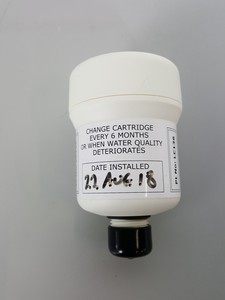 CHANGE CARTRIDGE
EVERY 6 MONTHS
OR WHEN WATER QUALITY
DETERIORATES
DATE INSTALLED
22 AUG 18